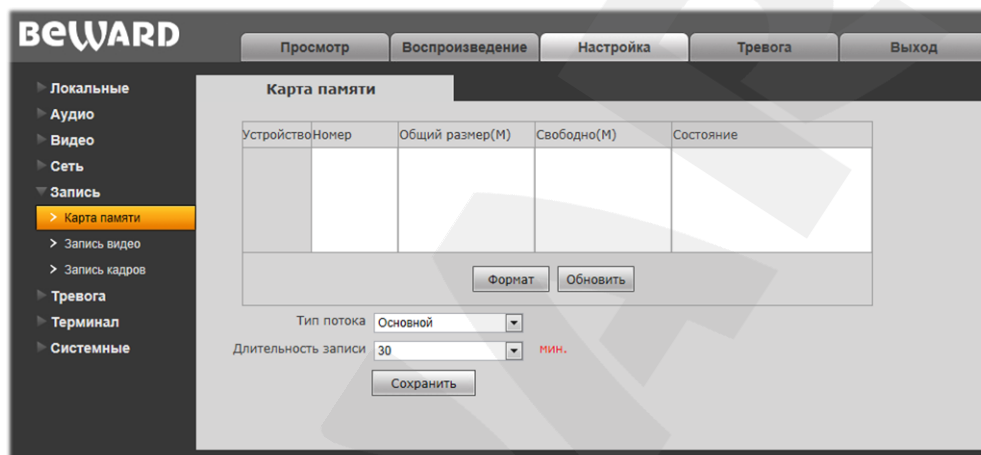 BEWARD
Просмотр Воспроизведение Настройка Тревога Выход
Локальные
Аудио
Видео
Сеть
Запись
> Карта памяти
> Запись видео
> Запись кадров
Тревога
Терминал
Системные
Карта памяти
Устройство Номер Общий размер(М) Свободно(М) Состояние
Формат Обновить
Тип потока Основной
Длительность записи 30 мин.
Сохранить